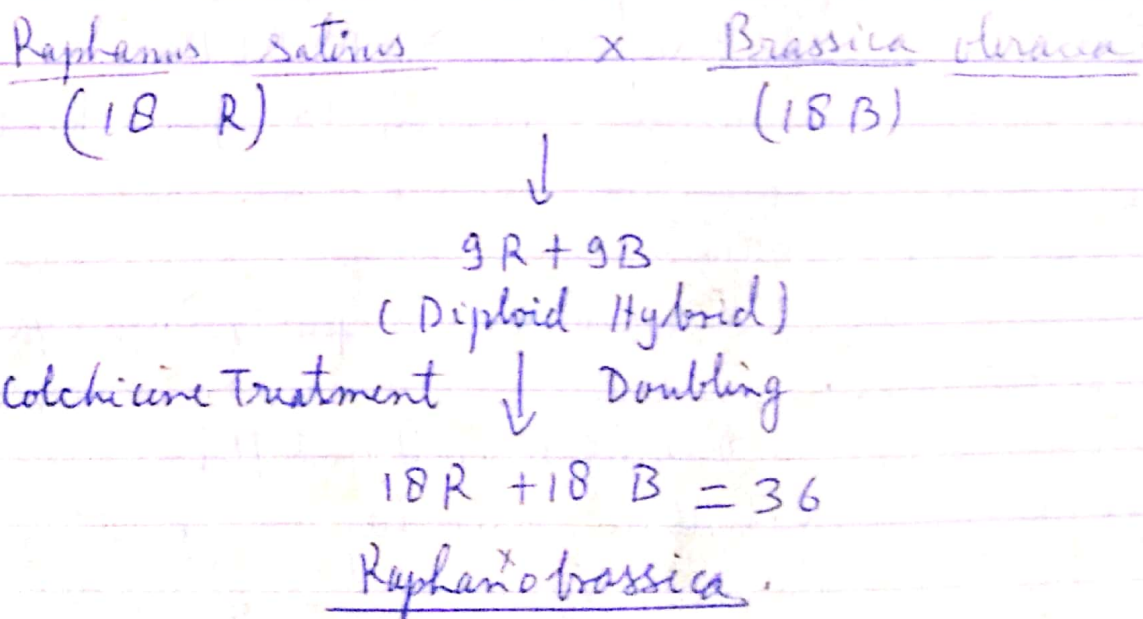 Raphanus sativus x Brassica oleracea
(18 R) (18 B)
↓
9R + 9B
(Diploid Hybrid)
Colchicine Treatment ↓ Doubling
18R + 18 B = 36
Raphanobrassica.